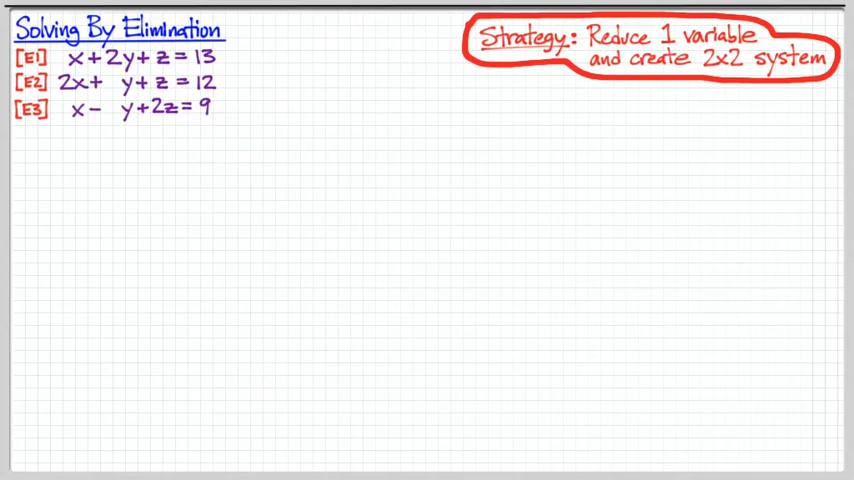 Solving By Elimination
[E1] x+2y+z=13
[E2] 2x+ y+z=12
[E3] x- y+2z=9
Strategy: Reduce 1 variable
and create 2x2 system